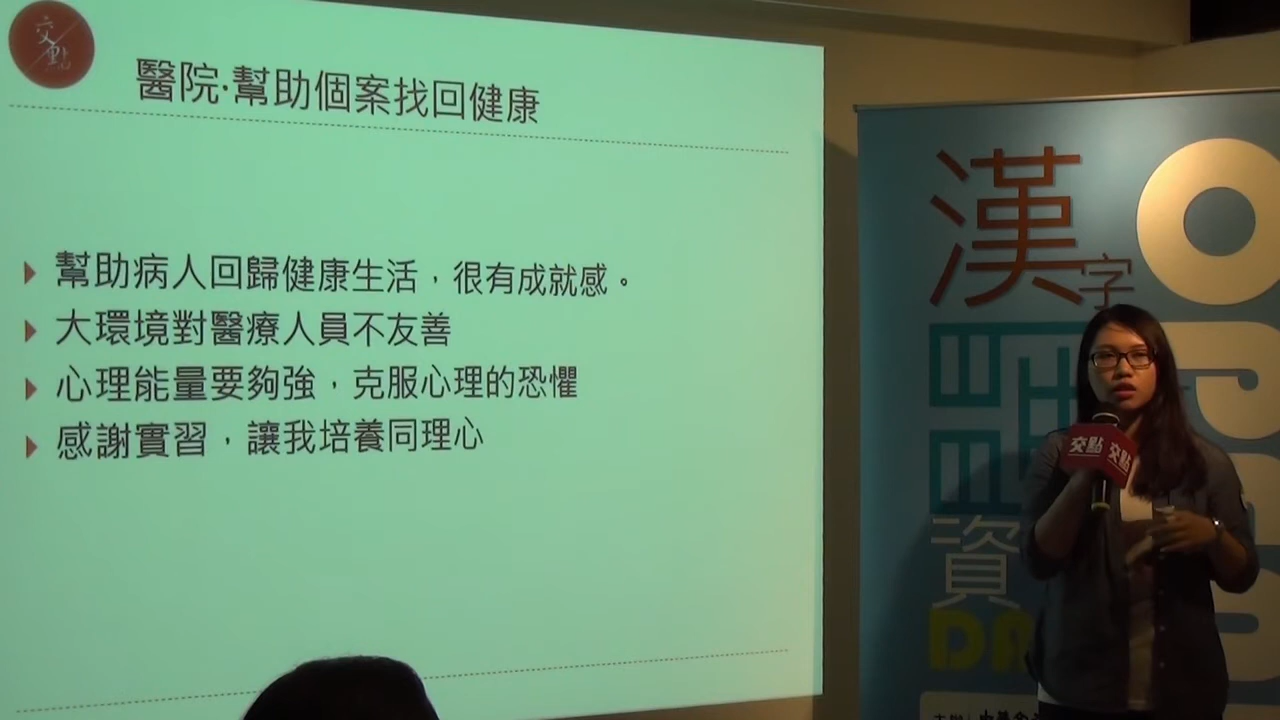 交點
醫院·幫助個案找回健康
幫助病人回歸健康生活，很有成就感。
大環境對醫療人員不友善
心理能量要夠強，克服心理的恐懼
感謝實習，讓我培養同理心
漢
字
資
交點 交點